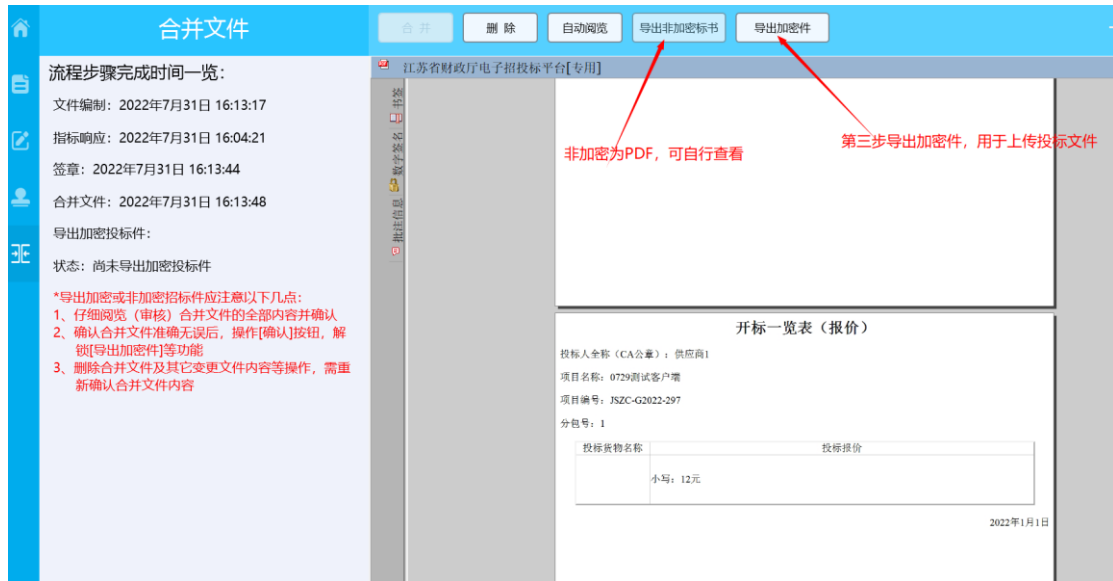 合并文件
合 并
删 除
自动阅览
导出非加密标书
导出加密件
流程步骤完成时间一览：
文件编制：2022年7月31日 16:13:17
指标响应：2022年7月31日 16:04:21
签章：2022年7月31日 16:13:44
合并文件：2022年7月31日 16:13:48
导出加密投标件：
状态：尚未导出加密投标件
*导出加密或非加密招标件应注意以下几点：
1、仔细阅览（审核）合并文件的全部内容并确认
2、确认合并文件准确无误后，操作[确认]按钮，解
锁[导出加密件]等功能
3、删除合并文件及其它变更文件内容等操作，需重
新确认合并文件内容
江苏省财政厅电子招投标平台[专用]
书签
数字签名
批注信息
非加密为PDF，可自行查看
第三步导出加密件，用于上传投标文件
开标一览表（报价）
投标人全称（CA公章）：供应商1
项目名称：0729测试客户端
项目编号：JSZC-G2022-297
分包号：1
投标货物名称
投标报价
小写：12元
2022年1月1日